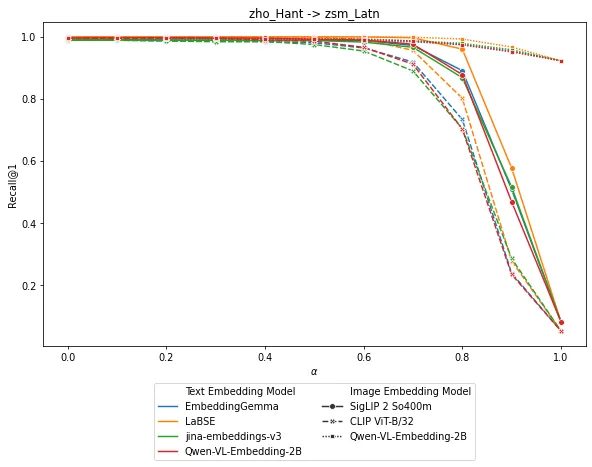 zho_Hant -> zsm_Latn
1.0
0.8
0.6
0.4
0.2
Recall@1
0.0 0.2 0.4 0.6 0.8 1.0
α
Text Embedding Model
EmbeddingGemma
LaBSE
jina-embeddings-v3
Qwen-VL-Embedding-2B
Image Embedding Model
SigLIP 2 So400m
CLIP ViT-B/32
Qwen-VL-Embedding-2B